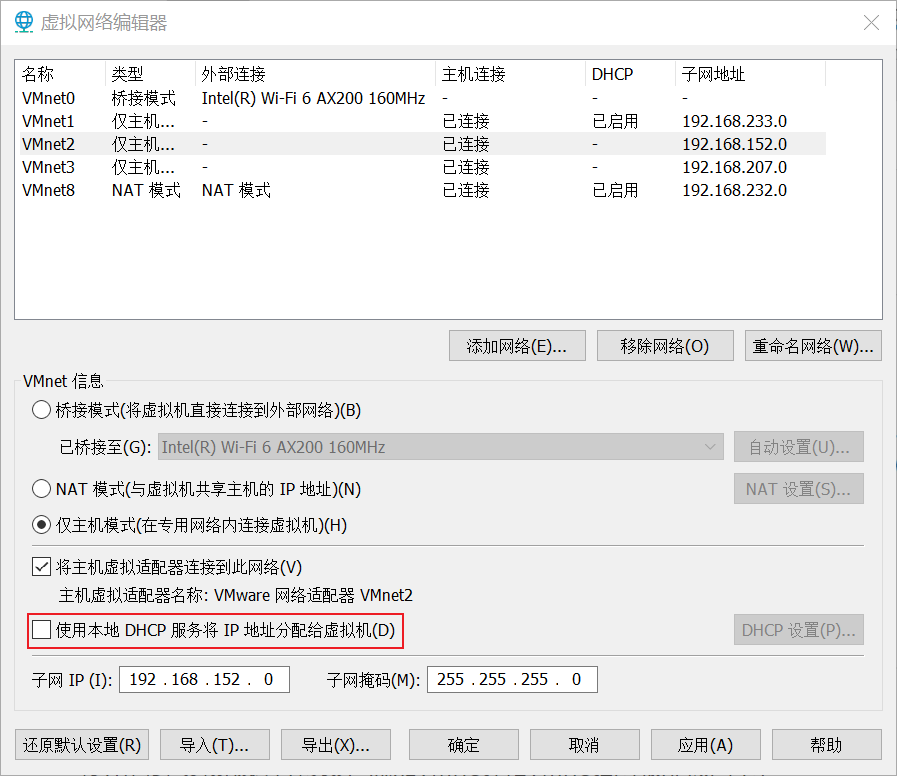 虚拟网络编辑器
名称 类型 外部连接 主机连接 DHCP 子网地址
VMnet0 桥接模式 Intel(R) Wi-Fi 6 AX200 160MHz - - -
VMnet1 仅主机... - 已连接 已启用 192.168.233.0
VMnet2 仅主机... - 已连接 - 192.168.152.0
VMnet3 仅主机... - 已连接 - 192.168.207.0
VMnet8 NAT 模式 NAT 模式 已连接 已启用 192.168.232.0
添加网络(E)... 移除网络(O) 重命名网络(W)...
VMnet 信息
桥接模式(将虚拟机直接连接到外部网络)(B)
已桥接至(G): Intel(R) Wi-Fi 6 AX200 160MHz 自动设置(U)...
NAT 模式(与虚拟机共享主机的 IP 地址)(N) NAT 设置(S)...
仅主机模式(在专用网络内连接虚拟机)(H)
将主机虚拟适配器连接到此网络(V)
主机虚拟适配器名称: VMware 网络适配器 VMnet2
使用本地 DHCP 服务将 IP 地址分配给虚拟机(D) DHCP 设置(P)...
子网 IP (I): 192 . 168 . 152 . 0 子网掩码(M): 255 . 255 . 255 . 0
还原默认设置(R) 导入(T)... 导出(X)... 确定 取消 应用(A) 帮助